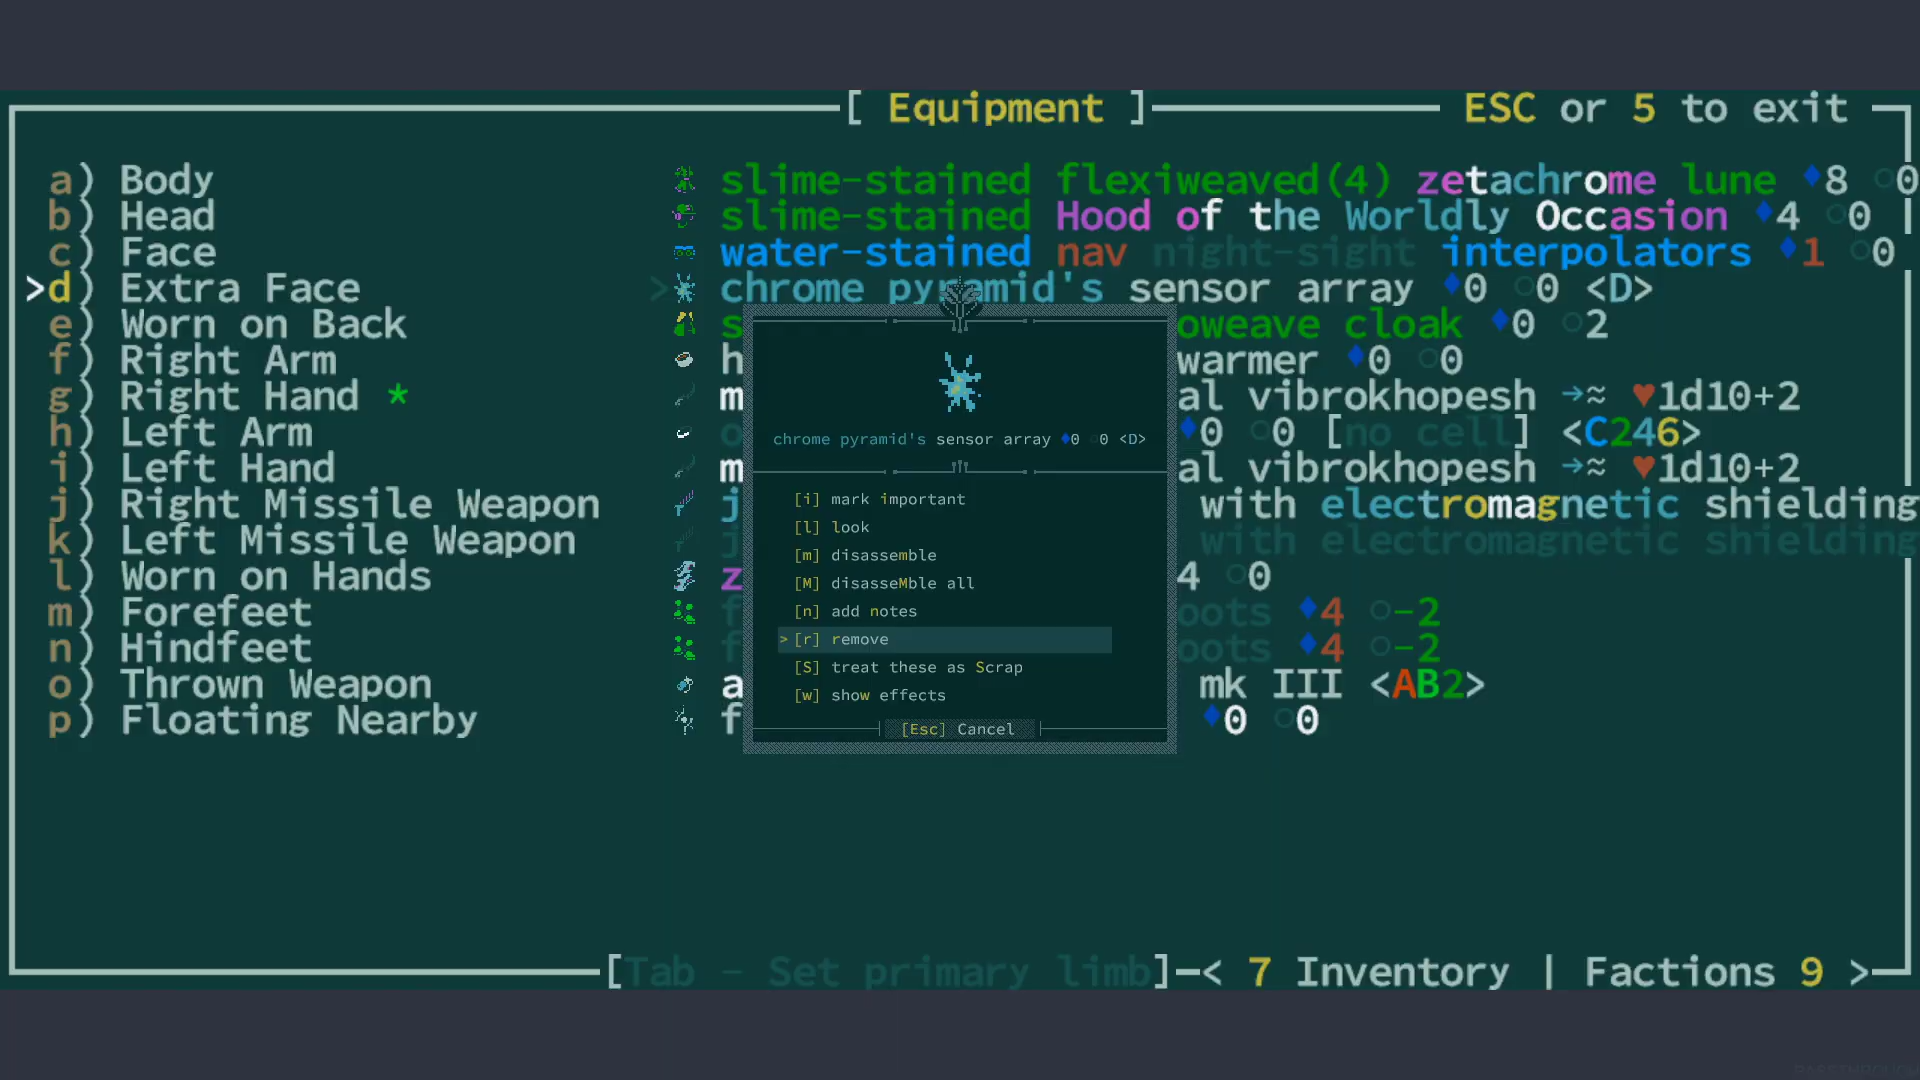 [ Equipment ] ESC or 5 to exit
a) Body slime-stained flexiweaved(4) zetachrome lune ♦8 ○0
b) Head slime-stained Hood of the Worldly Occasion ♦4 ○0
c) Face water-stained nav night-sight interpolators ♦1 ○0
>d) Extra Face > chrome pyramid's sensor array ♦0 ○0 <D>
e) Worn on Back s oweave cloak ♦0 ○2
f) Right Arm h warmer ♦0 ○0
g) Right Hand * m al vibrokhopesh →≈ ♥1d10+2
h) Left Arm o ♦0 ○0 [no cell] <C246>
i) Left Hand m al vibrokhopesh →≈ ♥1d10+2
j) Right Missile Weapon j with electromagnetic shielding
k) Left Missile Weapon j with electromagnetic shielding
l) Worn on Hands z 4 ○0
m) Forefeet f oots ♦4 ○-2
n) Hindfeet f oots ♦4 ○-2
o) Thrown Weapon a mk III <AB2>
p) Floating Nearby f ♦0 ○0
chrome pyramid's sensor array ♦0 ○0 <D>
[i] mark important
[l] look
[m] disassemble
[M] disasseMble all
[n] add notes
> [r] remove
[S] treat these as Scrap
[w] show effects
[Esc] Cancel
[Tab - Set primary limb] < 7 Inventory | Factions 9 >